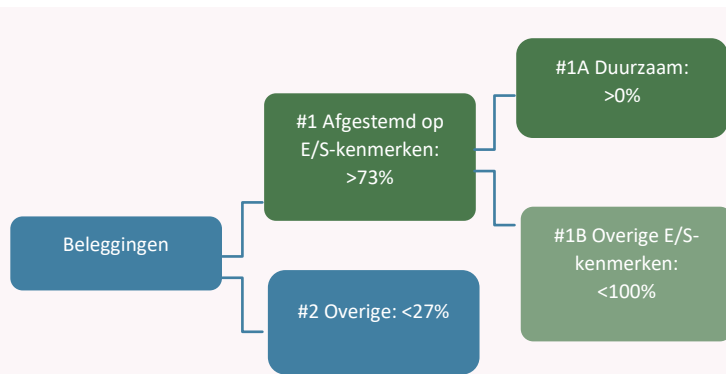 #1A Duurzaam:
>0%
#1 Afgestemd op
E/S-kenmerken:
>73%
Beleggingen
#1B Overige E/S-
kenmerken:
<100%
#2 Overige: <27%